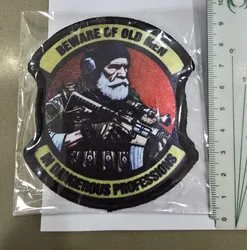 BEWARE OF OLD MEN
IN DANGEROUS PROFESSIONS